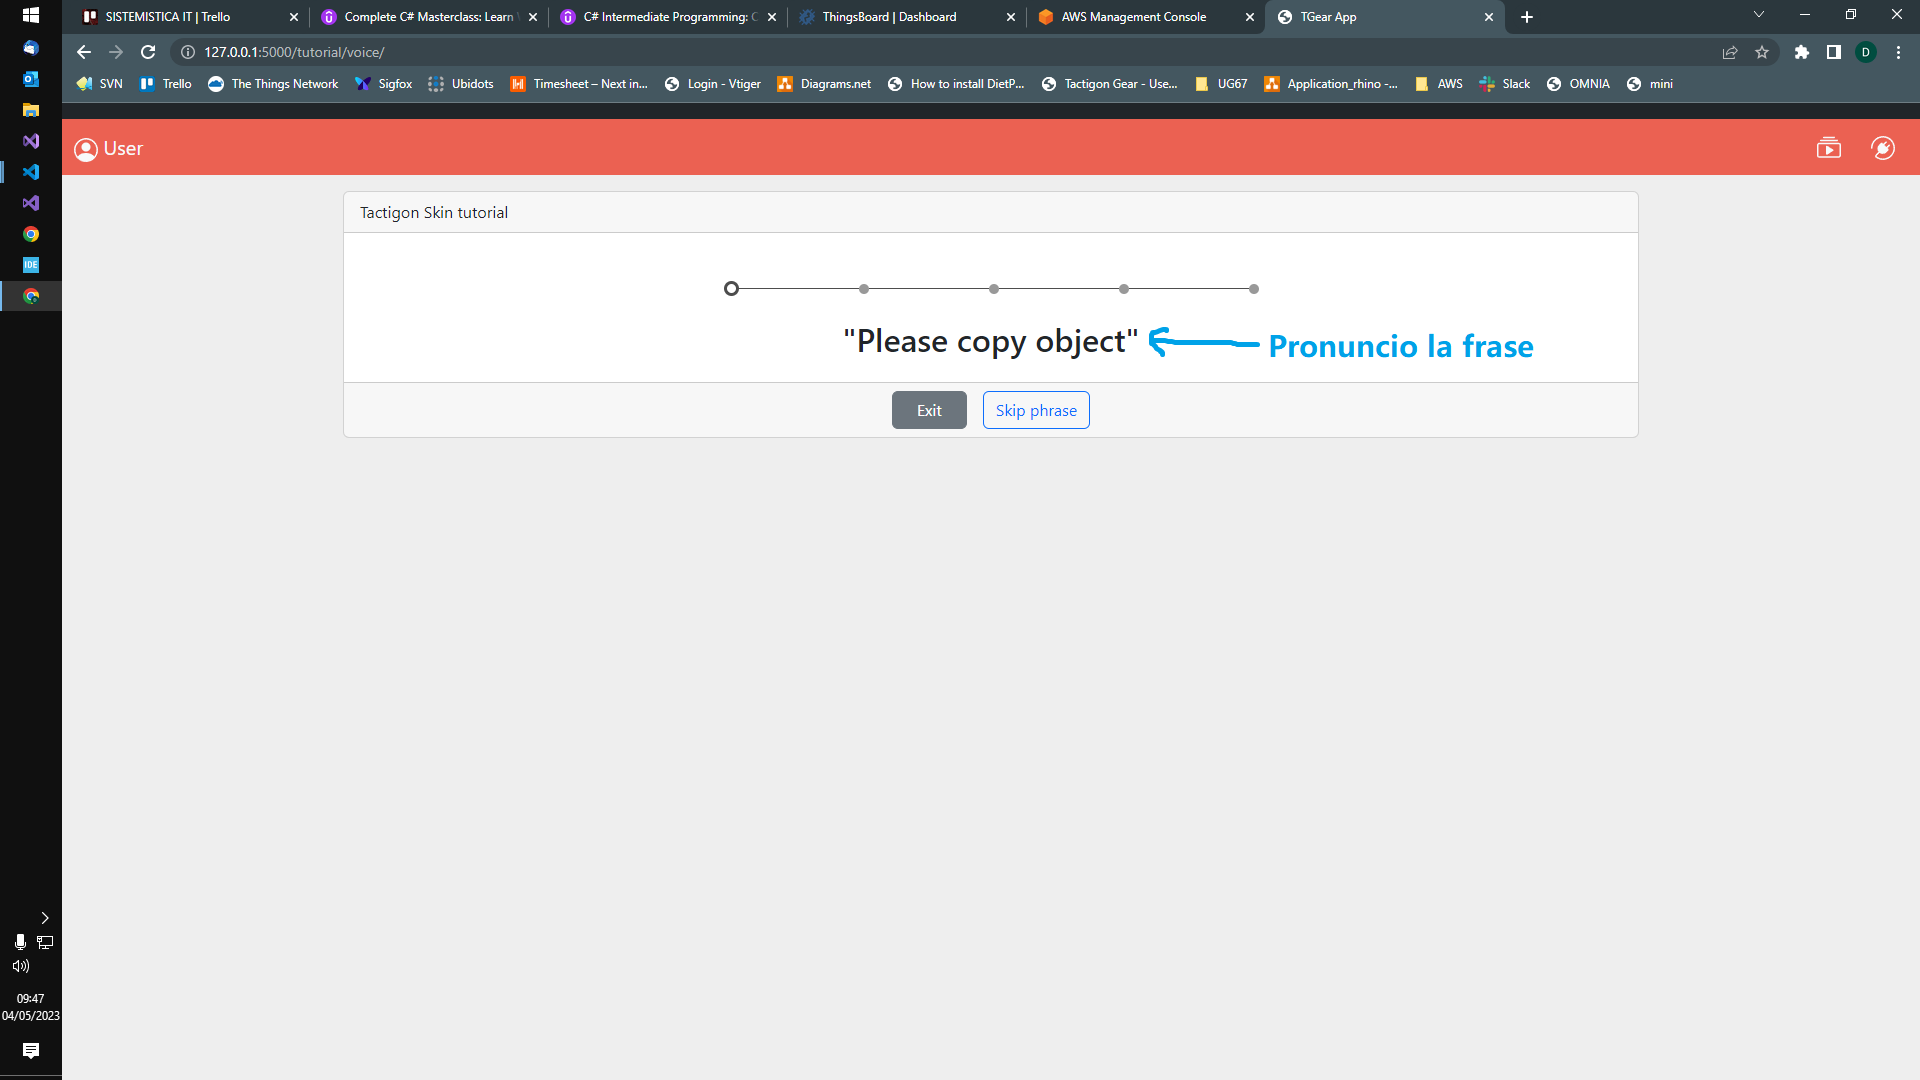 SISTEMISTICA IT | Trello
Complete C# Masterclass: Learn
C# Intermediate Programming: C
ThingsBoard | Dashboard
AWS Management Console
TGear App
127.0.0.1:5000/tutorial/voice/
D
SVN
Trello
The Things Network
Sigfox
Ubidots
Timesheet – Next in...
Login - Vtiger
Diagrams.net
How to install DietP...
Tactigon Gear - Use...
UG67
Application_rhino -...
AWS
Slack
OMNIA
mini
User
Tactigon Skin tutorial
"Please copy object"
Pronuncio la frase
Exit
Skip phrase
IDE
09:47
04/05/2023